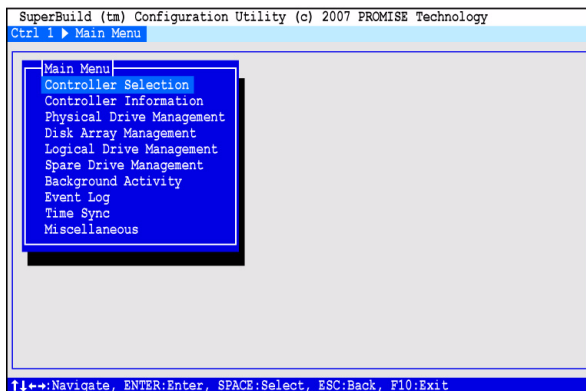 SuperBuild (tm) Configuration Utility (c) 2007 PROMISE Technology
Ctrl 1 ▶ Main Menu
Main Menu
Controller Selection
Controller Information
Physical Drive Management
Disk Array Management
Logical Drive Management
Spare Drive Management
Background Activity
Event Log
Time Sync
Miscellaneous
↑↓←→:Navigate, ENTER:Enter, SPACE:Select, ESC:Back, F10:Exit